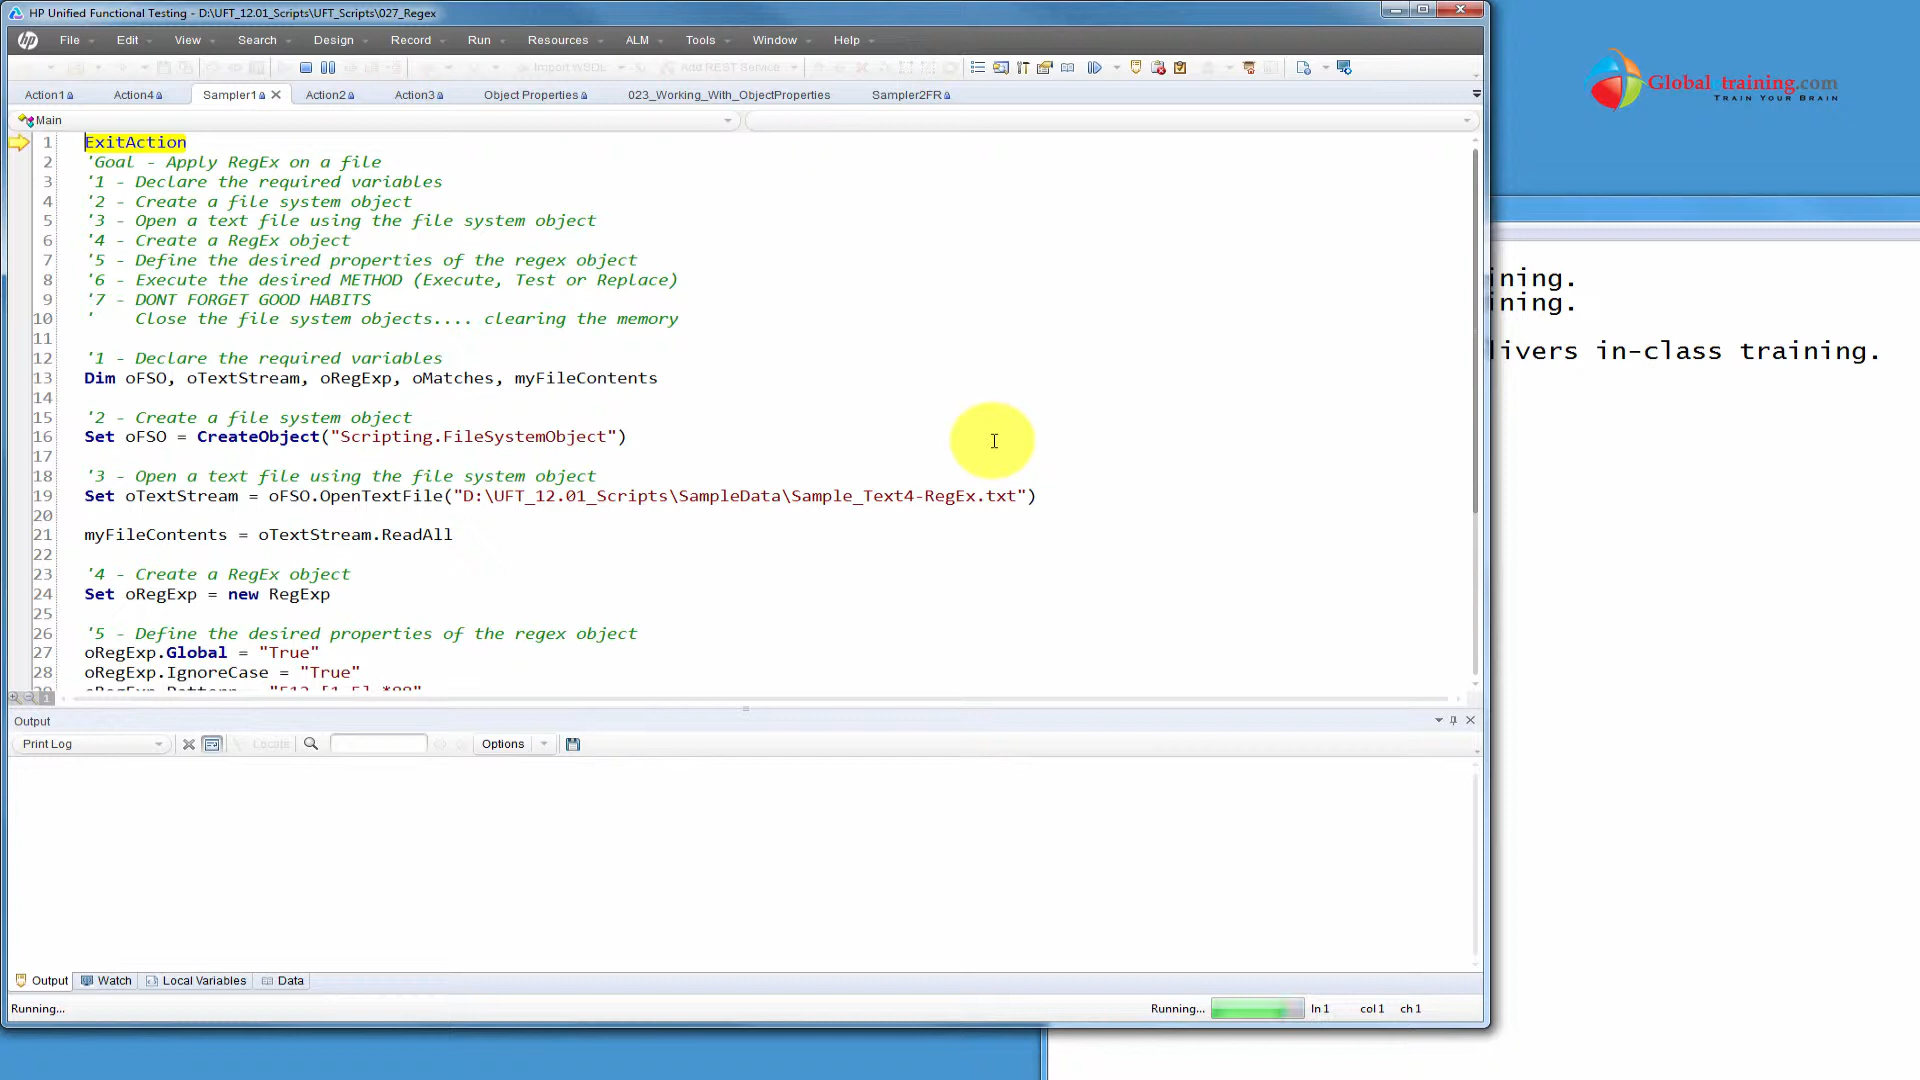 HP Unified Functional Testing - D:\UFT_12.01_Scripts\UFT_Scripts\027_Regex
File Edit View Search Design Record Run Resources ALM Tools Window Help
Import WSDL Add REST Service
Action1 Action4 Sampler1 Action2 Action3 Object Properties 023_Working_With_ObjectProperties Sampler2FR
Main
1 ExitAction
2 'Goal - Apply RegEx on a file
3 '1 - Declare the required variables
4 '2 - Create a file system object
5 '3 - Open a text file using the file system object
6 '4 - Create a RegEx object
7 '5 - Define the desired properties of the regex object
8 '6 - Execute the desired METHOD (Execute, Test or Replace)
9 '7 - DONT FORGET GOOD HABITS
10 '    Close the file system objects.... clearing the memory
11
12 '1 - Declare the required variables
13 Dim oFSO, oTextStream, oRegExp, oMatches, myFileContents
14
15 '2 - Create a file system object
16 Set oFSO = CreateObject("Scripting.FileSystemObject")
17
18 '3 - Open a text file using the file system object
19 Set oTextStream = oFSO.OpenTextFile("D:\UFT_12.01_Scripts\SampleData\Sample_Text4-RegEx.txt")
20
21 myFileContents = oTextStream.ReadAll
22
23 '4 - Create a RegEx object
24 Set oRegExp = new RegExp
25
26 '5 - Define the desired properties of the regex object
27 oRegExp.Global = "True"
28 oRegExp.IgnoreCase = "True"
Output
Print Log Locate Options
Output Watch Local Variables Data
Running... Running... ln 1 col 1 ch 1
hp
Globaletraining.com
TRAIN YOUR BRAIN
ining.
ining.
livers in-class training.